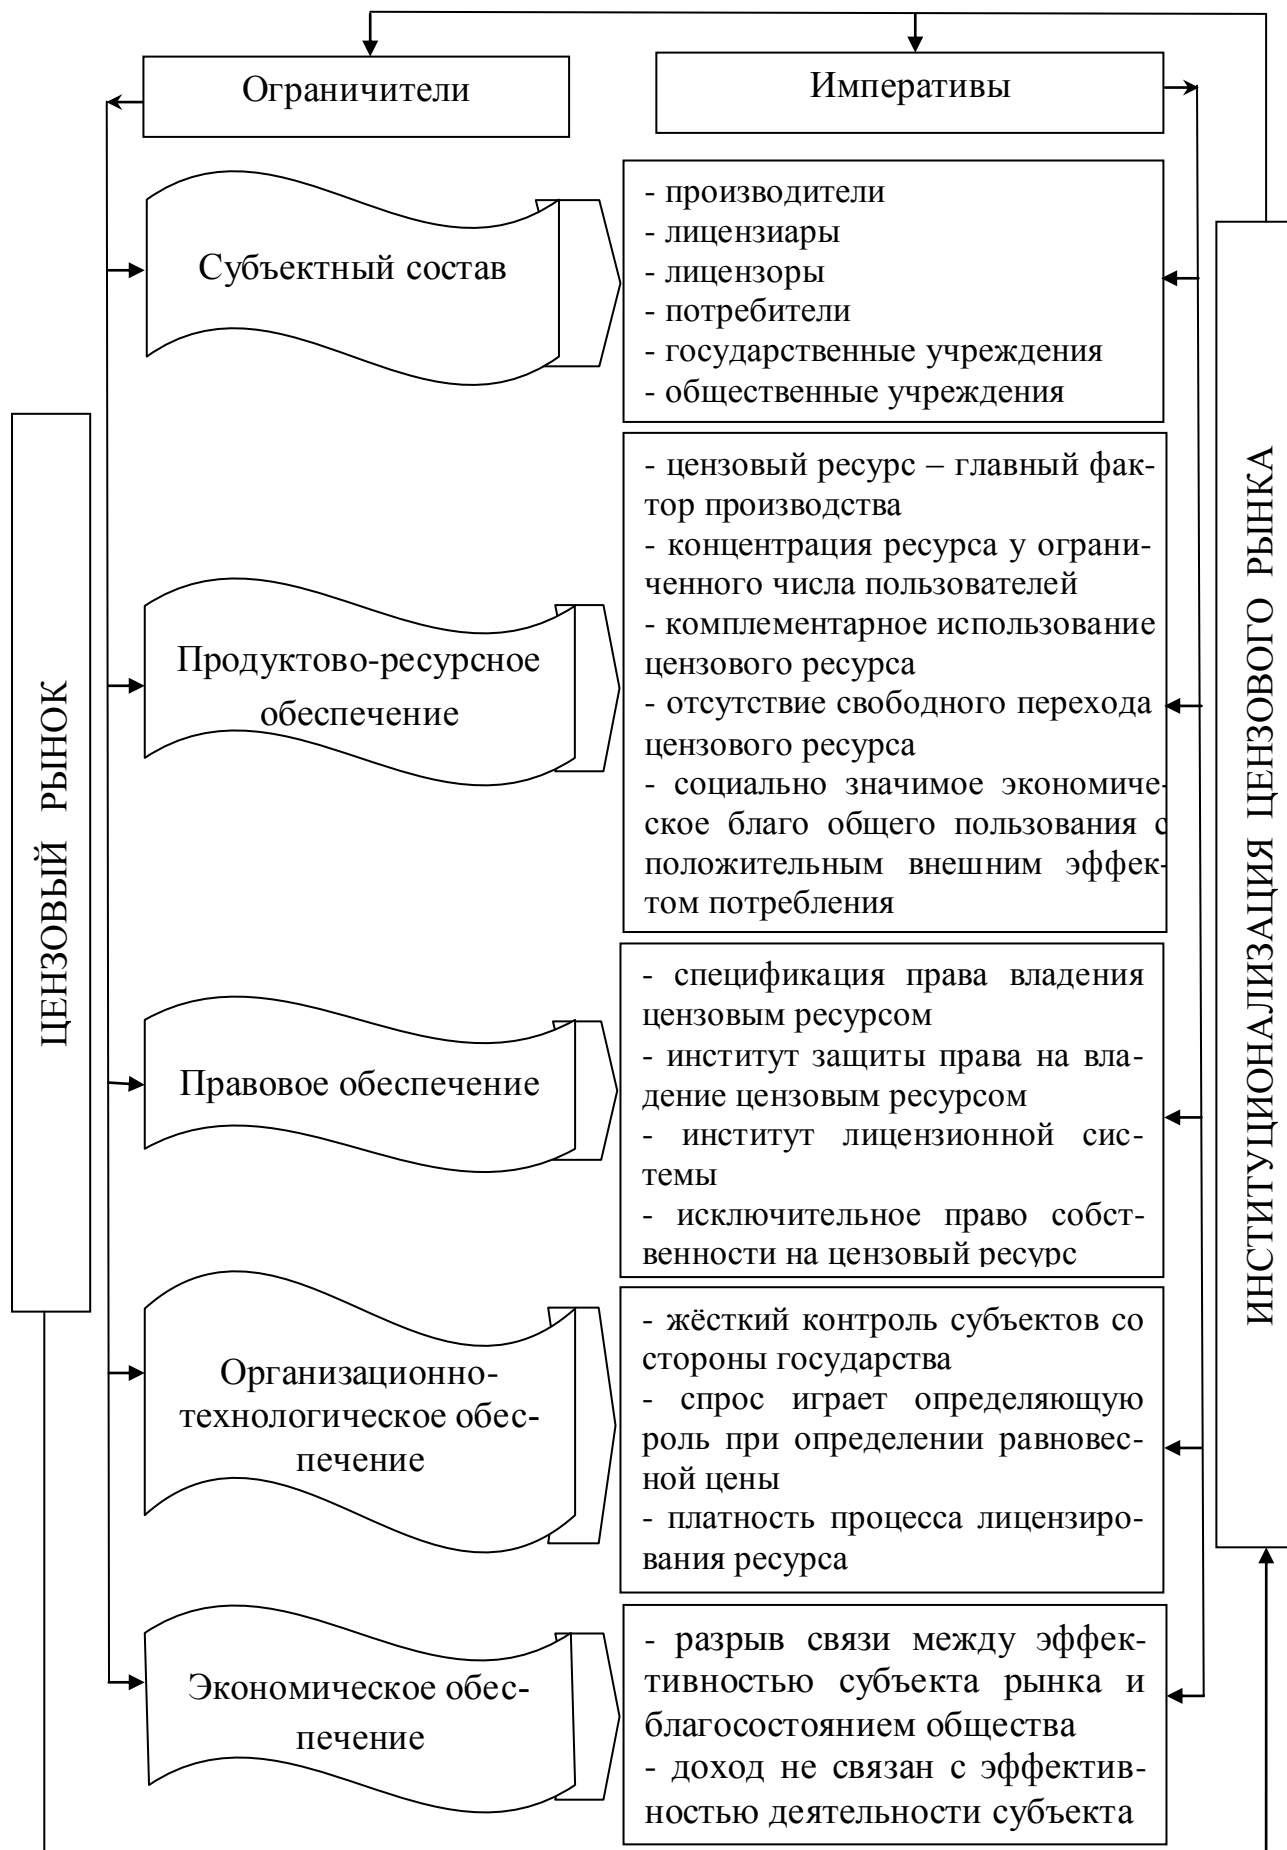 Ограничители
Императивы
Субъектный состав
- производители
- лицензиары
- лицензоры
- потребители
- государственные учреждения
- общественные учреждения
ЦЕНЗОВЫЙ РЫНОК
ИНСТИТУЦИОНАЛИЗАЦИЯ ЦЕНЗОВОГО РЫНКА
Продуктово-ресурсное
обеспечение
- цензовый ресурс – главный фак-
тор производства
- концентрация ресурса у ограни-
ченного числа пользователей
- комплементарное использование
цензового ресурса
- отсутствие свободного перехода
цензового ресурса
- социально значимое экономиче-
ское благо общего пользования с
положительным внешним эффек-
том потребления
Правовое обеспечение
- спецификация права владения
цензовым ресурсом
- институт защиты права на вла-
дение цензовым ресурсом
- институт лицензионной сис-
темы
- исключительное право собст-
венности на цензовый ресурс
Организационно-
технологическое обес-
печение
- жёсткий контроль субъектов со
стороны государства
- спрос играет определяющую
роль при определении равновес-
ной цены
- платность процесса лицензиро-
вания ресурса
Экономическое обес-
печение
- разрыв связи между эффек-
тивностью субъекта рынка и
благосостоянием общества
- доход не связан с эффектив-
ностью деятельности субъекта